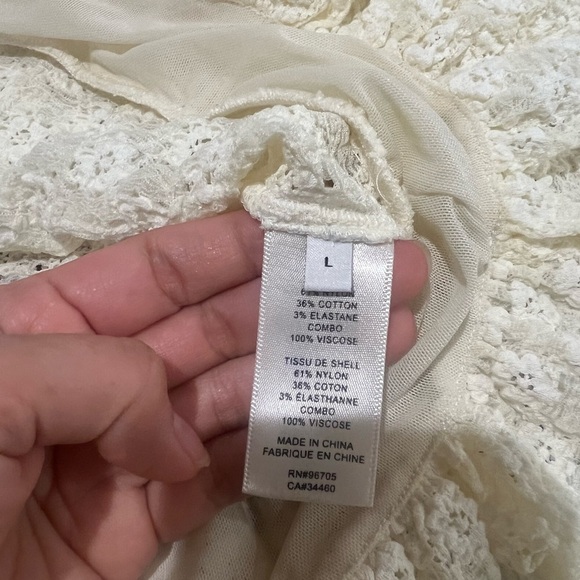 L
36% COTTON
3% ELASTANE
COMBO
100% VISCOSE
TISSU DE SHELL
61% NYLON
36% COTON
3% ÉLASTHANNE
COMBO
100% VISCOSE
MADE IN CHINA
FABRIQUE EN CHINE
RN#96705
CA#34460